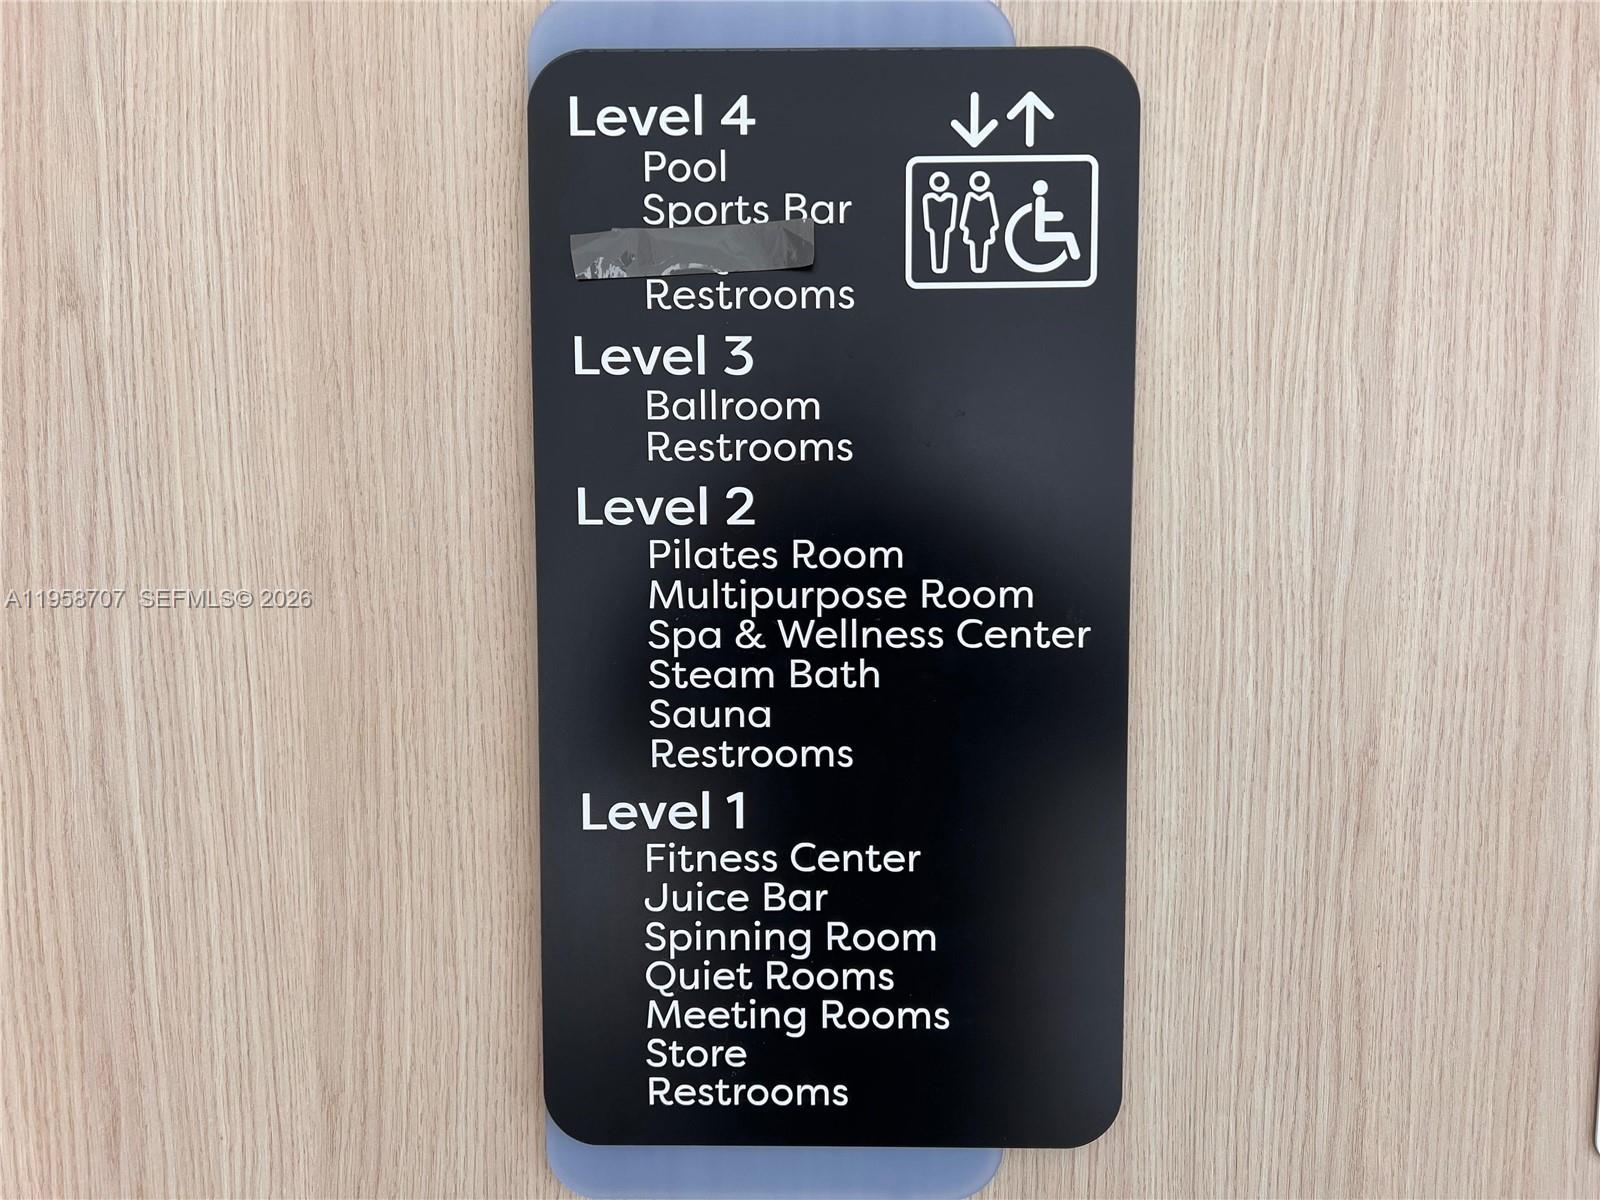 Level 4
Pool
Sports Bar
Restrooms
Level 3
Ballroom
Restrooms
Level 2
Pilates Room
Multipurpose Room
Spa & Wellness Center
Steam Bath
Sauna
Restrooms
Level 1
Fitness Center
Juice Bar
Spinning Room
Quiet Rooms
Meeting Rooms
Store
Restrooms
A11958707 SEFMLS© 2026